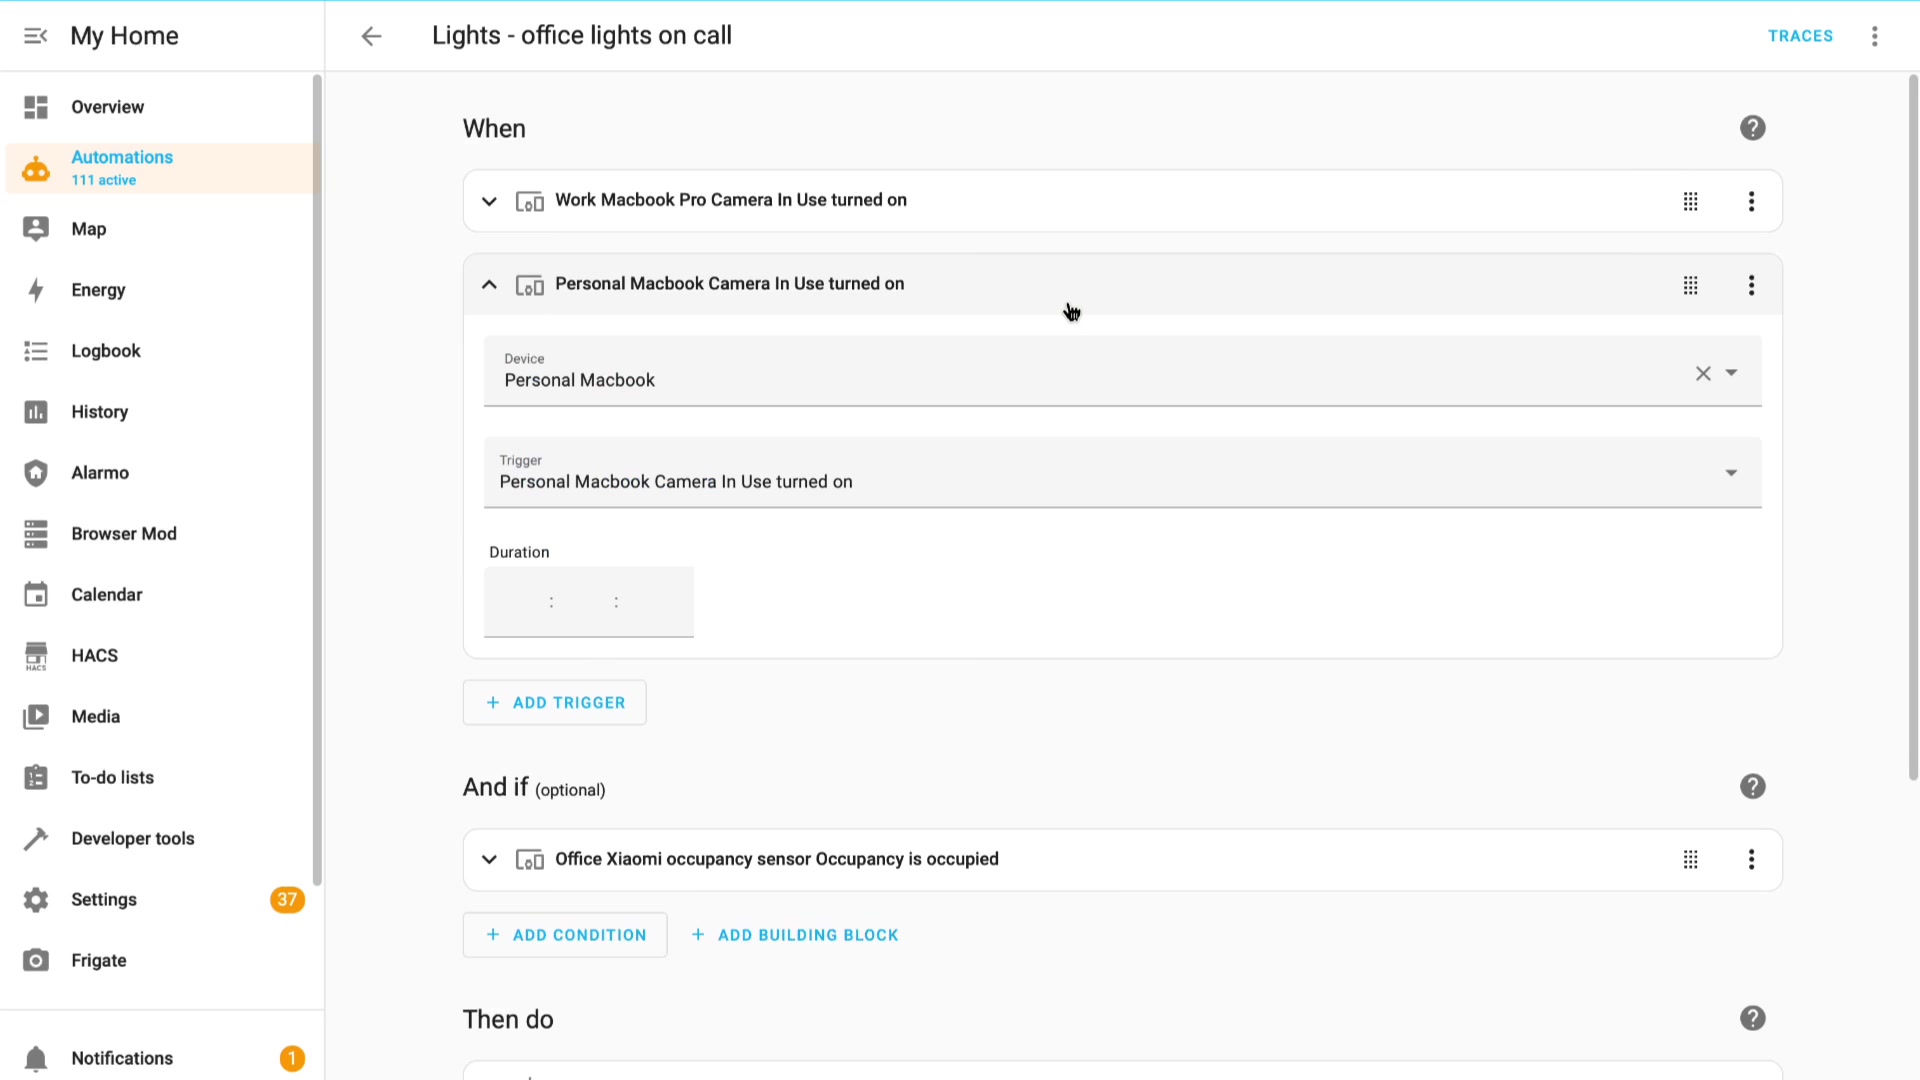 My Home
Overview
Automations
111 active
Map
Energy
Logbook
History
Alarmo
Browser Mod
Calendar
HACS
HACS
Media
To-do lists
Developer tools
Settings
37
Frigate
Notifications
1
Lights - office lights on call
TRACES
When
?
Work Macbook Pro Camera In Use turned on
Personal Macbook Camera In Use turned on
Device
Personal Macbook
Trigger
Personal Macbook Camera In Use turned on
Duration
: :
+ ADD TRIGGER
And if (optional)
?
Office Xiaomi occupancy sensor Occupancy is occupied
+ ADD CONDITION + ADD BUILDING BLOCK
Then do
?